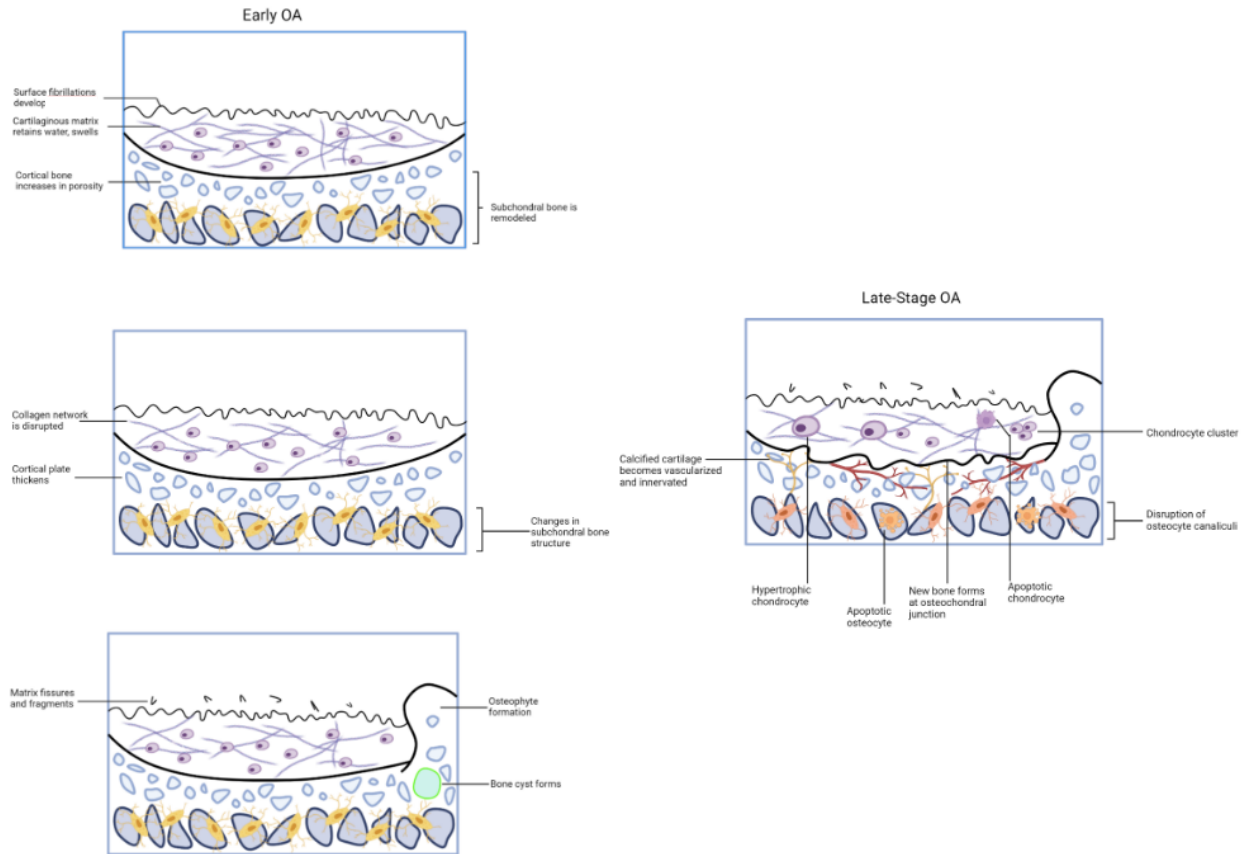 Early OA
Surface fibrillations
develop
Cartilaginous matrix
retains water, swells
Cortical bone
increases in porosity
Subchondral bone is
remodeled
Collagen network
is disrupted
Cortical plate
thickens
Changes in
subchondral bone
structure
Matrix fissures
and fragments
Osteophyte
formation
Bone cyst forms
Late-Stage OA
Chondrocyte cluster
Calcified cartilage
becomes vascularized
and innervated
Disruption of
osteocyte canaliculi
Hypertrophic
chondrocyte
Apoptotic
osteocyte
New bone forms
at osteochondral
junction
Apoptotic
chondrocyte